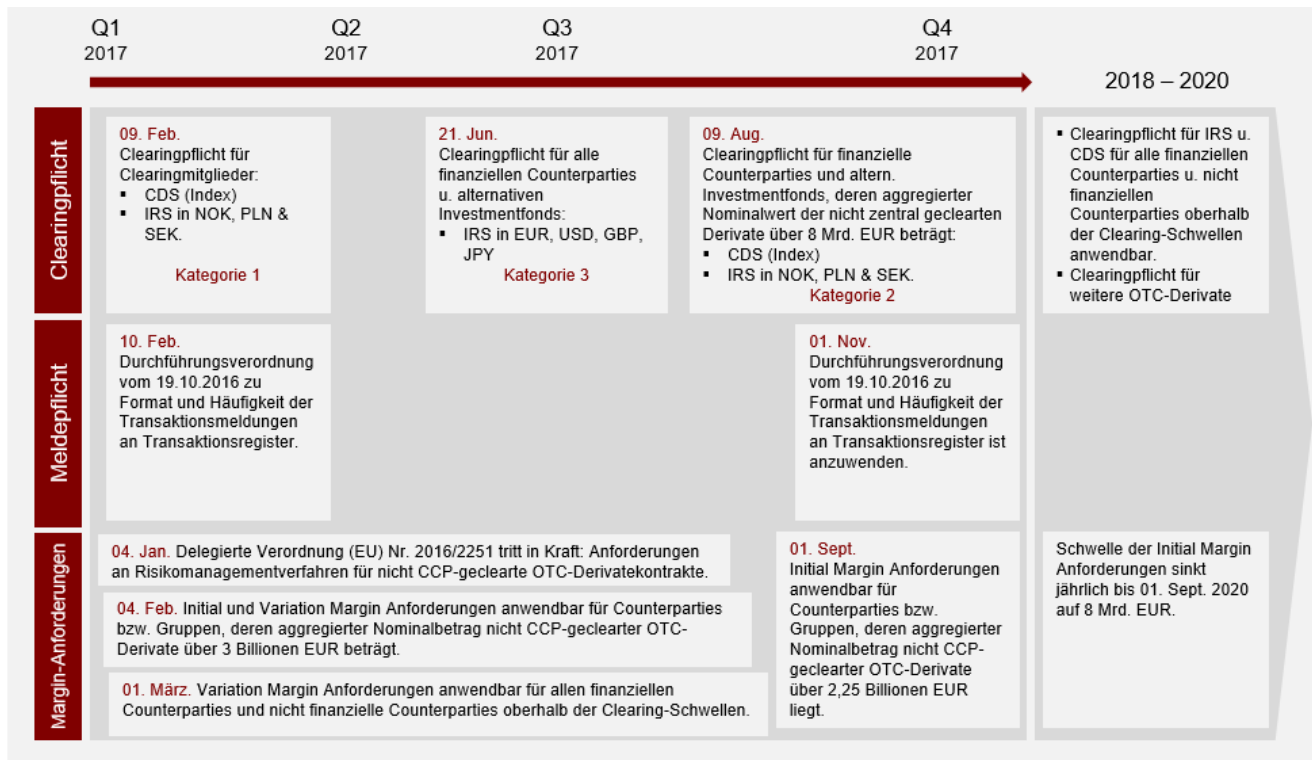 Q1
2017
Q2
2017
Q3
2017
Q4
2017
2018 – 2020
Clearingpflicht
09. Feb.
Clearingpflicht für
Clearingmitglieder:
▪ CDS (Index)
▪ IRS in NOK, PLN &
SEK.
Kategorie 1
21. Jun.
Clearingpflicht für alle
finanziellen Counterparties
u. alternativen
Investmentfonds:
▪ IRS in EUR, USD, GBP,
JPY
Kategorie 3
09. Aug.
Clearingpflicht für finanzielle
Counterparties und altern.
Investmentfonds, deren aggregierter
Nominalwert der nicht zentral geclearten
Derivate über 8 Mrd. EUR beträgt:
▪ CDS (Index)
▪ IRS in NOK, PLN & SEK.
Kategorie 2
▪ Clearingpflicht für IRS u.
CDS für alle finanziellen
Counterparties u. nicht
finanziellen
Counterparties oberhalb
der Clearing-Schwellen
anwendbar.
▪ Clearingpflicht für
weitere OTC-Derivate
Meldepflicht
10. Feb.
Durchführungsverordnung
vom 19.10.2016 zu
Format und Häufigkeit der
Transaktionsmeldungen
an Transaktionsregister.
01. Nov.
Durchführungsverordnung
vom 19.10.2016 zu
Format und Häufigkeit der
Transaktionsmeldungen
an Transaktionsregister ist
anzuwenden.
Margin-Anforderungen
04. Jan. Delegierte Verordnung (EU) Nr. 2016/2251 tritt in Kraft: Anforderungen
an Risikomanagementverfahren für nicht CCP-geclearte OTC-Derivatekontrakte.
04. Feb. Initial und Variation Margin Anforderungen anwendbar für Counterparties
bzw. Gruppen, deren aggregierter Nominalbetrag nicht CCP-geclearter OTC-
Derivate über 3 Billionen EUR beträgt.
01. März. Variation Margin Anforderungen anwendbar für allen finanziellen
Counterparties und nicht finanzielle Counterparties oberhalb der Clearing-Schwellen.
01. Sept.
Initial Margin Anforderungen
anwendbar für
Counterparties bzw.
Gruppen, deren aggregierter
Nominalbetrag nicht CCP-
geclearter OTC-Derivate
über 2,25 Billionen EUR
liegt.
Schwelle der Initial Margin
Anforderungen sinkt
jährlich bis 01. Sept. 2020
auf 8 Mrd. EUR.